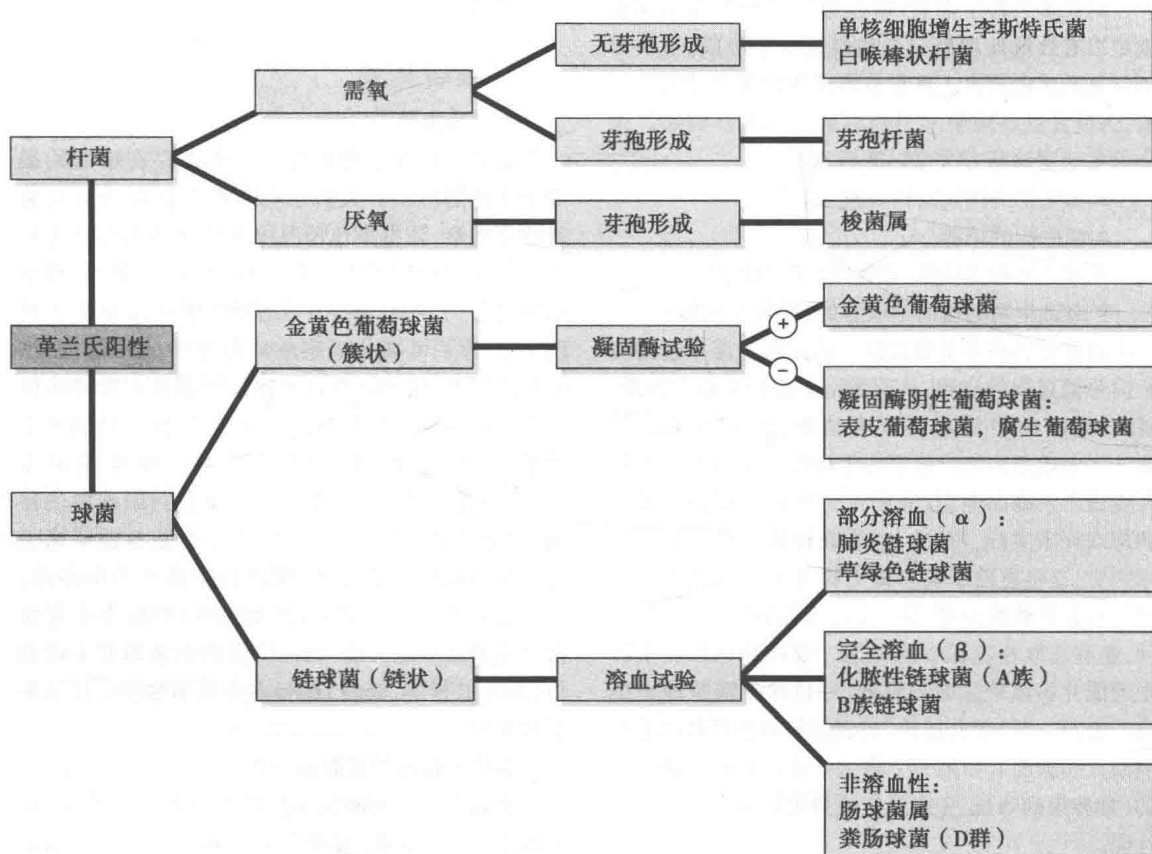 无芽孢形成
单核细胞增生李斯特氏菌
白喉棒状杆菌
需氧
杆菌
芽孢形成
芽孢杆菌
厌氧
芽孢形成
梭菌属
革兰氏阳性
金黄色葡萄球菌
(簇状)
凝固酶试验
+
金黄色葡萄球菌
−
凝固酶阴性葡萄球菌:
表皮葡萄球菌, 腐生葡萄球菌
球菌
部分溶血(α):
肺炎链球菌
草绿色链球菌
链球菌(链状)
溶血试验
完全溶血(β):
化脓性链球菌(A族)
B族链球菌
非溶血性:
肠球菌属
粪肠球菌(D群)